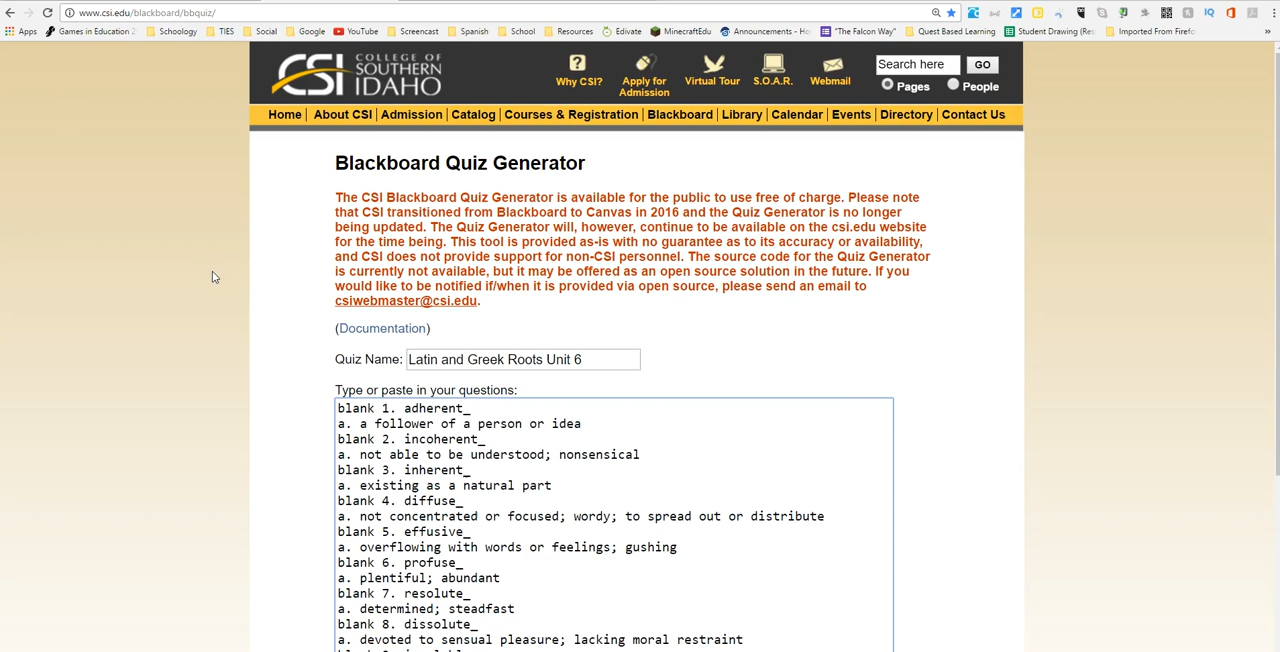 www.csi.edu/blackboard/bbquiz/
Apps Games in Education 2 Schoology TIES Social Google YouTube Screencast Spanish School Resources Edivate MinecraftEdu Announcements - Ho "The Falcon Way" Quest Based Learning Student Drawing (Res Imported From Firefo »
CSI COLLEGE OF SOUTHERN IDAHO
Why CSI? Apply for Admission Virtual Tour S.O.A.R. Webmail
Search here GO
Pages People
Home | About CSI | Admission | Catalog | Courses & Registration | Blackboard | Library | Calendar | Events | Directory | Contact Us
Blackboard Quiz Generator
The CSI Blackboard Quiz Generator is available for the public to use free of charge. Please note
that CSI transitioned from Blackboard to Canvas in 2016 and the Quiz Generator is no longer
being updated. The Quiz Generator will, however, continue to be available on the csi.edu website
for the time being. This tool is provided as-is with no guarantee as to its accuracy or availability,
and CSI does not provide support for non-CSI personnel. The source code for the Quiz Generator
is currently not available, but it may be offered as an open source solution in the future. If you
would like to be notified if/when it is provided via open source, please send an email to
csiwebmaster@csi.edu.
(Documentation)
Quiz Name: Latin and Greek Roots Unit 6
Type or paste in your questions:
blank 1. adherent_
a. a follower of a person or idea
blank 2. incoherent_
a. not able to be understood; nonsensical
blank 3. inherent_
a. existing as a natural part
blank 4. diffuse_
a. not concentrated or focused; wordy; to spread out or distribute
blank 5. effusive_
a. overflowing with words or feelings; gushing
blank 6. profuse_
a. plentiful; abundant
blank 7. resolute_
a. determined; steadfast
blank 8. dissolute_
a. devoted to sensual pleasure; lacking moral restraint